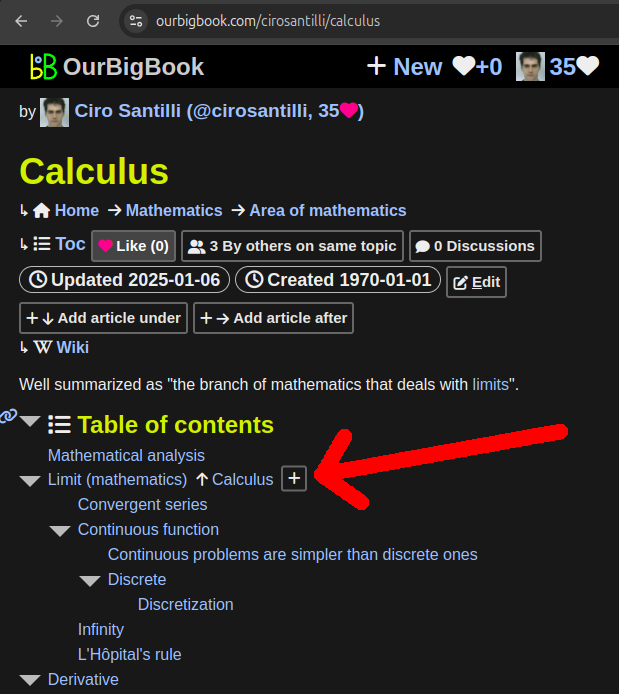 ourbigbook.com/cirosantilli/calculus
OurBigBook + New +0 35
by Ciro Santilli (@cirosantilli, 35)
Calculus
↳ Home → Mathematics → Area of mathematics
↳ Toc Like (0) 3 By others on same topic 0 Discussions
Updated 2025-01-06 Created 1970-01-01 Edit
+ ↓ Add article under + → Add article after
↳ W Wiki
Well summarized as "the branch of mathematics that deals with limits".
Table of contents
Mathematical analysis
Limit (mathematics) ↑ Calculus +
Convergent series
Continuous function
Continuous problems are simpler than discrete ones
Discrete
Discretization
Infinity
L'Hôpital's rule
Derivative